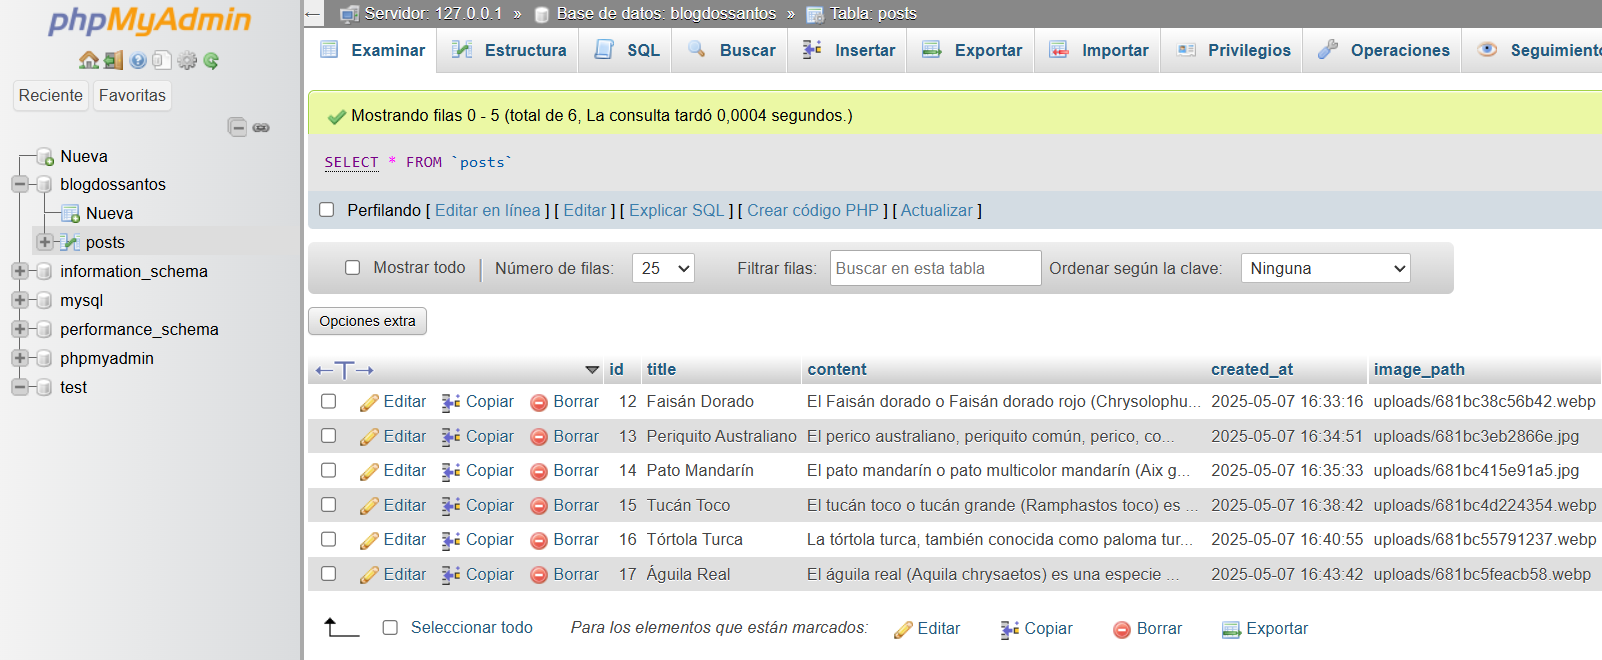 phpMyAdmin
Reciente Favoritas
Nueva
blogdossantos
Nueva
posts
information_schema
mysql
performance_schema
phpmyadmin
test
Servidor: 127.0.0.1 » Base de datos: blogdossantos » Tabla: posts
Examinar Estructura SQL Buscar Insertar Exportar Importar Privilegios Operaciones Seguimiento
Mostrando filas 0 - 5 (total de 6, La consulta tardó 0,0004 segundos.)
SELECT * FROM `posts`
Perfilando [ Editar en línea ] [ Editar ] [ Explicar SQL ] [ Crear código PHP ] [ Actualizar ]
Mostrar todo Número de filas: 25 Filtrar filas: Buscar en esta tabla Ordenar según la clave: Ninguna
Opciones extra
←T→ id title content created_at image_path
Editar Copiar Borrar 12 Faisán Dorado El Faisán dorado o Faisán dorado rojo (Chrysolophu... 2025-05-07 16:33:16 uploads/681bc38c56b42.webp
Editar Copiar Borrar 13 Periquito Australiano El perico australiano, periquito común, perico, co... 2025-05-07 16:34:51 uploads/681bc3eb2866e.jpg
Editar Copiar Borrar 14 Pato Mandarín El pato mandarín o pato multicolor mandarín (Aix g... 2025-05-07 16:35:33 uploads/681bc415e91a5.jpg
Editar Copiar Borrar 15 Tucán Toco El tucán toco o tucán grande (Ramphastos toco) es ... 2025-05-07 16:38:42 uploads/681bc4d224354.webp
Editar Copiar Borrar 16 Tórtola Turca La tórtola turca, también conocida como paloma tur... 2025-05-07 16:40:55 uploads/681bc55791237.webp
Editar Copiar Borrar 17 Águila Real El águila real (Aquila chrysaetos) es una especie ... 2025-05-07 16:43:42 uploads/681bc5feacb58.webp
Seleccionar todo Para los elementos que están marcados: Editar Copiar Borrar Exportar